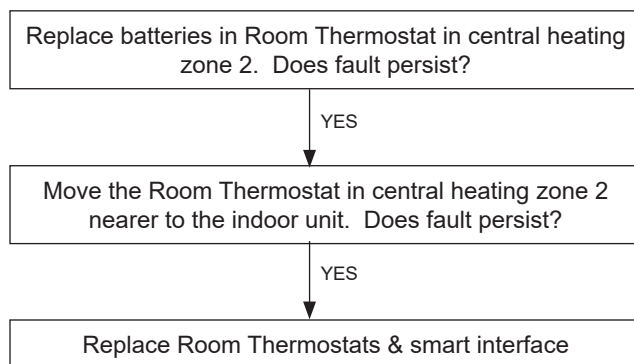 Replace batteries in Room Thermostat in central heating
zone 2.  Does fault persist?
YES
Move the Room Thermostat in central heating zone 2
nearer to the indoor unit.  Does fault persist?
YES
Replace Room Thermostats & smart interface